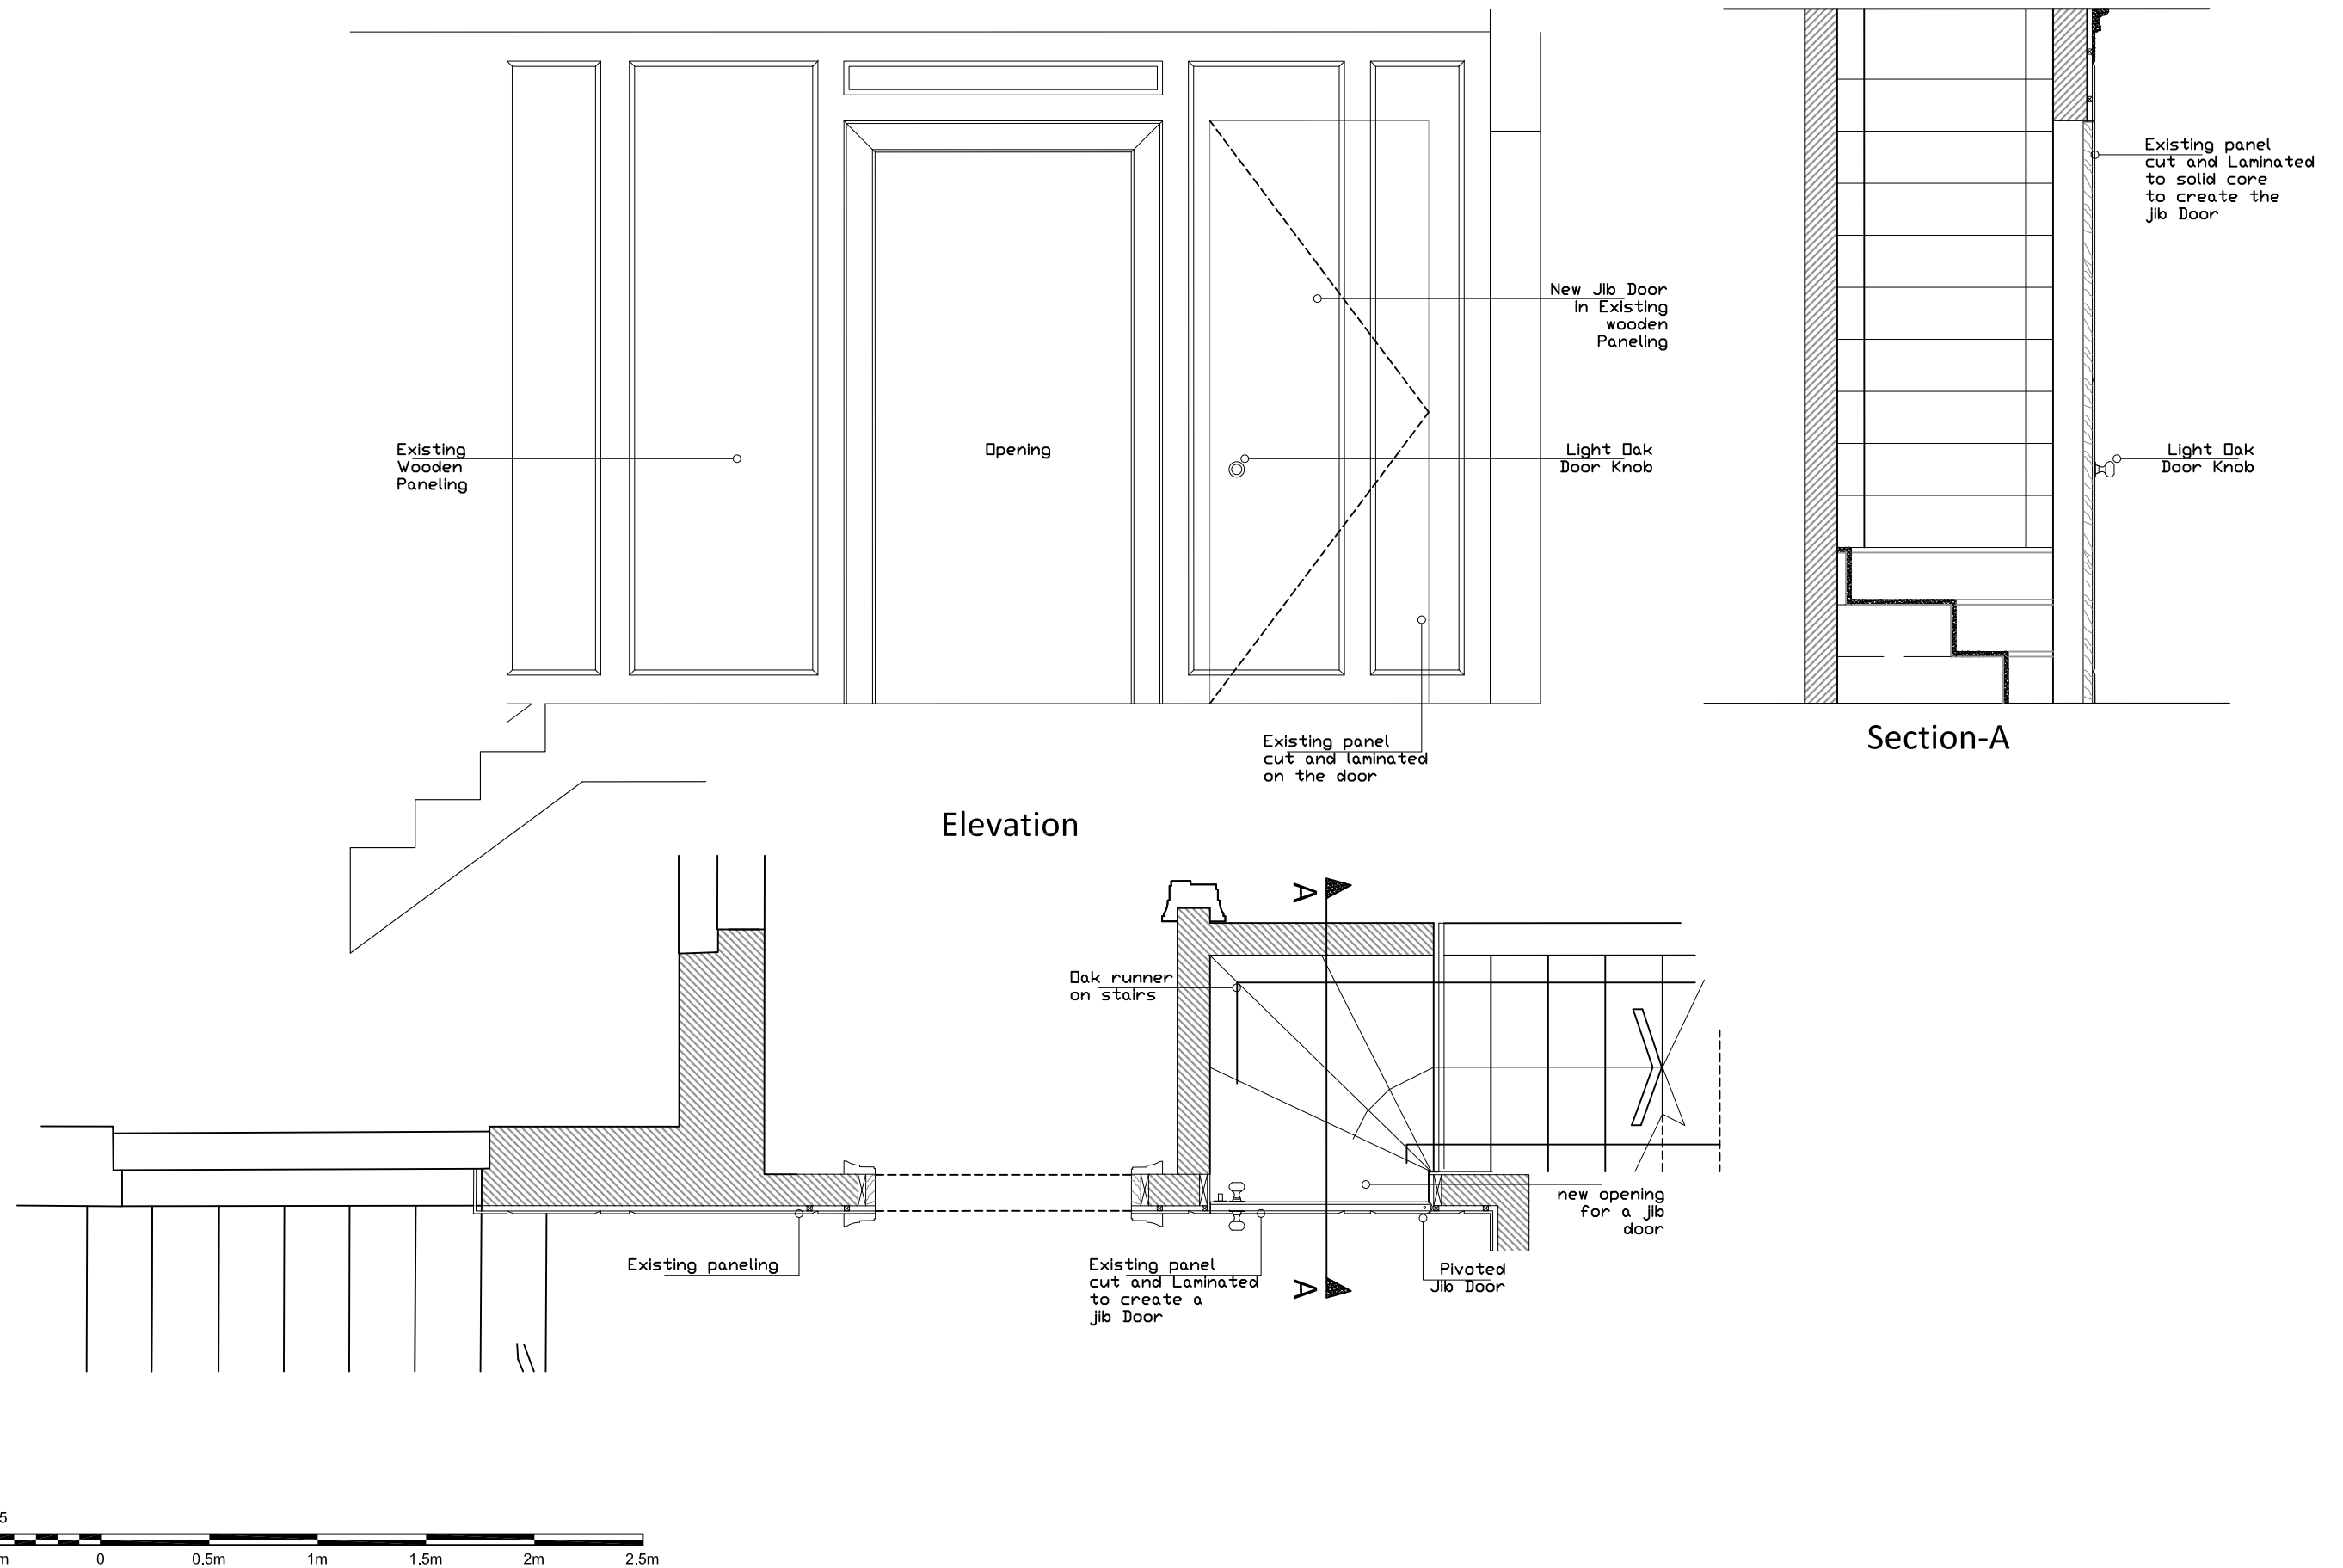 Existing panel
cut and Laminated
to solid core
to create the
jib Door
New Jib Door
in Existing
wooden
Paneling
Existing
Wooden
Paneling
Opening
Light Oak
Door Knob
Light Oak
Door Knob
Section-A
Existing panel
cut and laminated
on the door
Elevation
A
Oak runner
on stairs
new opening
for a jib
door
Existing paneling
Existing panel
cut and Laminated
to create a
jib Door
Pivoted
Jib Door
A
5
m 0 0.5m 1m 1.5m 2m 2.5m